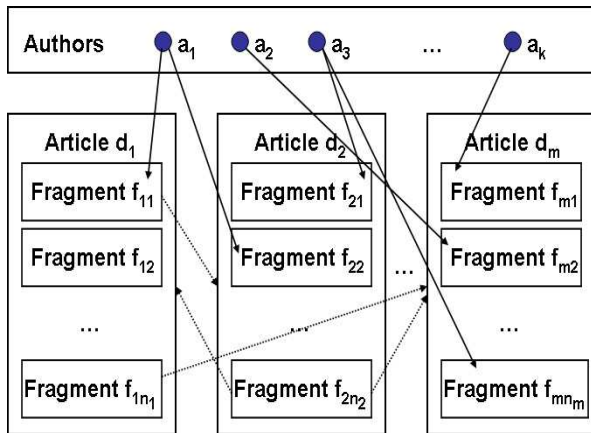 Authors a₁ a₂ a₃ ... aₖ
Article d₁ Article d₂ Article dₘ
Fragment f₁₁ Fragment f₂₁ Fragment fₘ₁
Fragment f₁₂ Fragment f₂₂ ... Fragment fₘ₂
... ... ...
Fragment f₁ₙ₁ Fragment f₂ₙ₂ Fragment fₘₙₘ